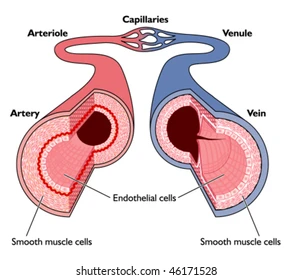 Capillaries
Arteriole
Venule
Artery
Vein
Endothelial cells
Smooth muscle cells
Smooth muscle cells
shutterstock.com · 46171528